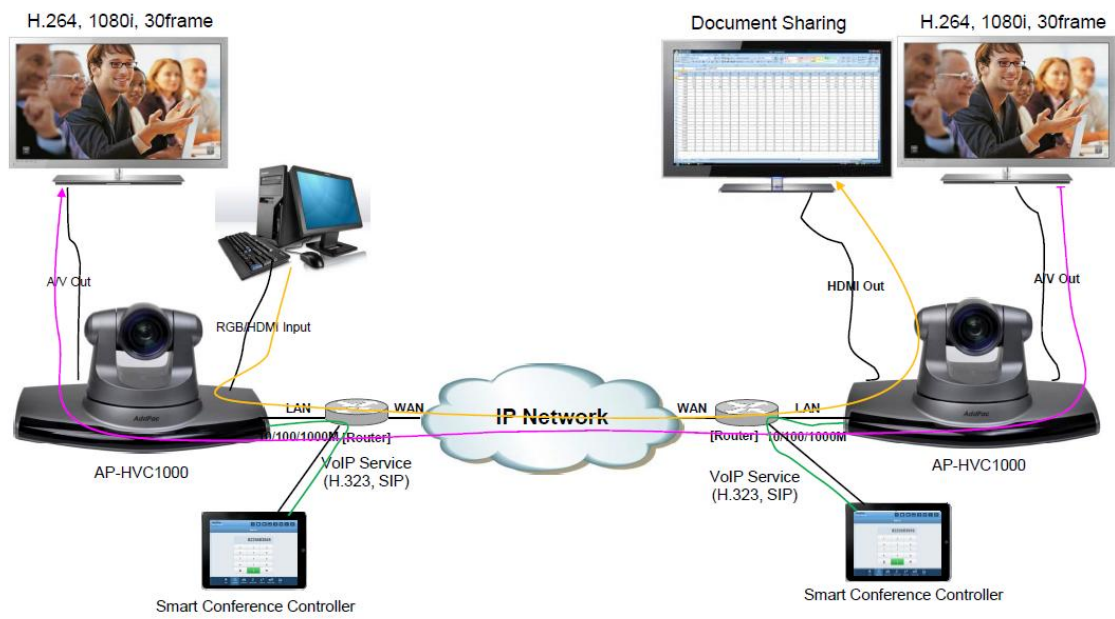 H.264, 1080i, 30frame
Document Sharing
H.264, 1080i, 30frame
A/V Out
RGB/HDMI Input
HDMI Out
A/V Out
AddPac
LAN
WAN
IP Network
WAN
LAN
AddPac
10/100/1000M
[Router]
[Router]
10/100/1000M
AP-HVC1000
VoIP Service
(H.323, SIP)
VoIP Service
(H.323, SIP)
AP-HVC1000
Smart Conference Controller
Smart Conference Controller